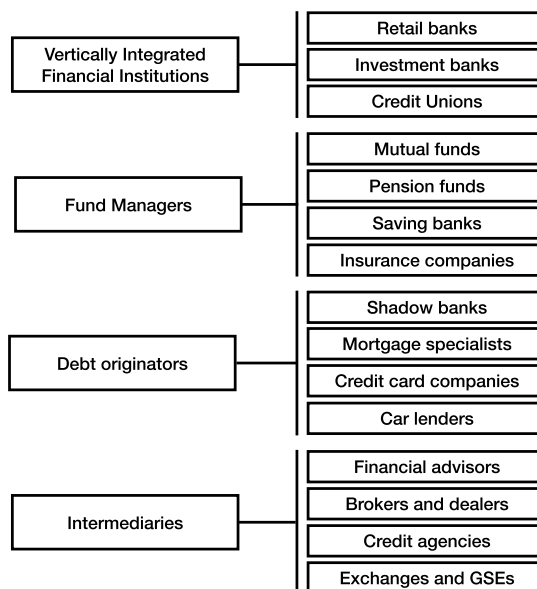 Vertically Integrated
Financial Institutions
Retail banks
Investment banks
Credit Unions
Fund Managers
Mutual funds
Pension funds
Saving banks
Insurance companies
Debt originators
Shadow banks
Mortgage specialists
Credit card companies
Car lenders
Intermediaries
Financial advisors
Brokers and dealers
Credit agencies
Exchanges and GSEs